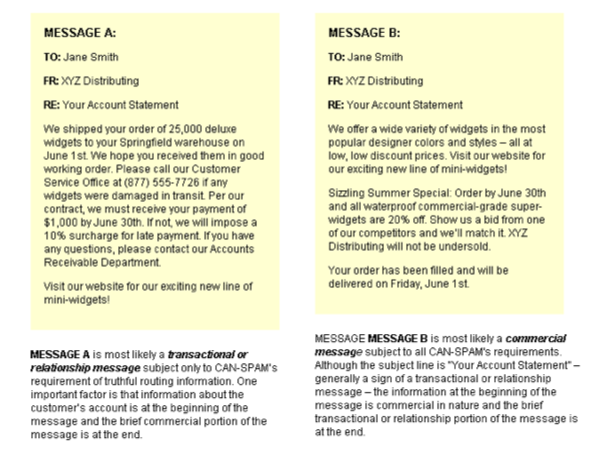 MESSAGE A:
TO: Jane Smith
FR: XYZ Distributing
RE: Your Account Statement
We shipped your order of 25,000 deluxe
widgets to your Springfield warehouse on
June 1st. We hope you received them in good
working order. Please call our Customer
Service Office at (877) 555-7726 if any
widgets were damaged in transit. Per our
contract, we must receive your payment of
$1,000 by June 30th. If not, we will impose a
10% surcharge for late payment. If you have
any questions, please contact our Accounts
Receivable Department.
Visit our website for our exciting new line of
mini-widgets!
MESSAGE A is most likely a transactional or
relationship message subject only to CAN-SPAM's
requirement of truthful routing information. One
important factor is that information about the
customer's account is at the beginning of the
message and the brief commercial portion of the
message is at the end.
MESSAGE B:
TO: Jane Smith
FR: XYZ Distributing
RE: Your Account Statement
We offer a wide variety of widgets in the most
popular designer colors and styles – all at
low, low discount prices. Visit our website for
our exciting new line of mini-widgets!
Sizzling Summer Special: Order by June 30th
and all waterproof commercial-grade super-
widgets are 20% off. Show us a bid from one
of our competitors and we'll match it. XYZ
Distributing will not be undersold.
Your order has been filled and will be
delivered on Friday, June 1st.
MESSAGE MESSAGE B is most likely a commercial
message subject to all CAN-SPAM's requirements.
Although the subject line is "Your Account Statement" –
generally a sign of a transactional or relationship
message – the information at the beginning of the
message is commercial in nature and the brief
transactional or relationship portion of the message is
at the end.